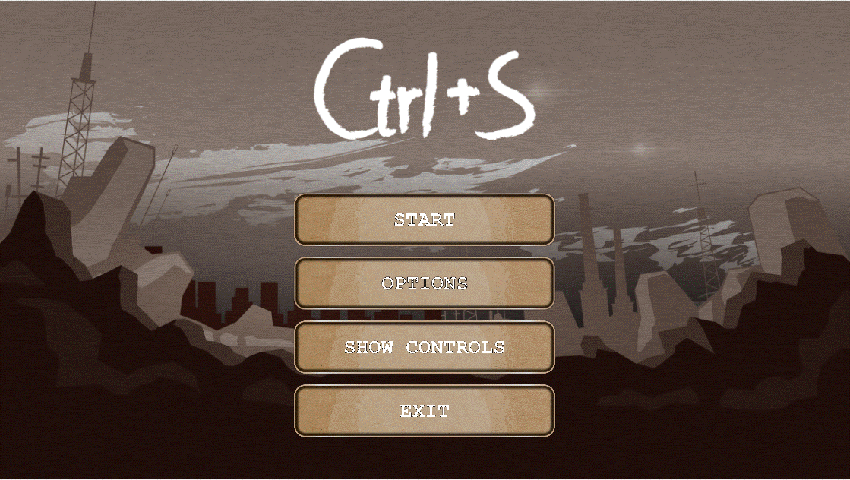 Ctrl+S
START
OPTIONS
SHOW CONTROLS
EXIT